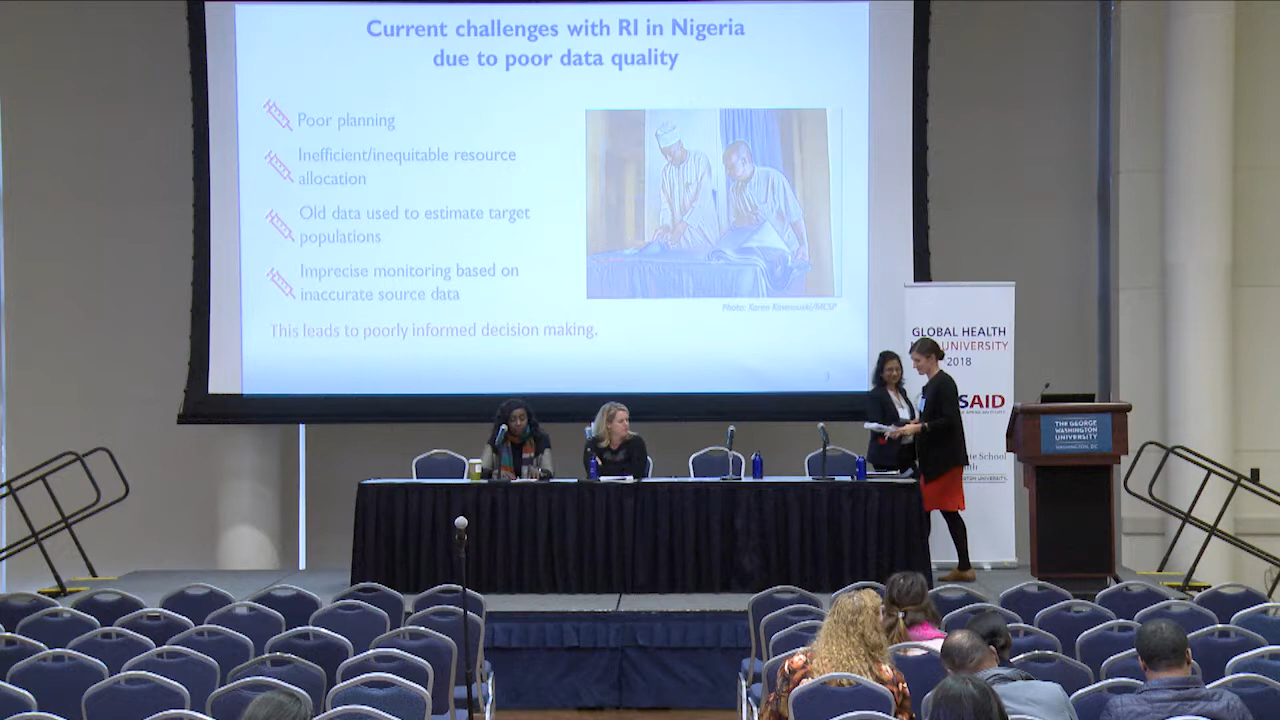 Current challenges with RI in Nigeria
due to poor data quality
Poor planning
Inefficient/inequitable resource
allocation
Old data used to estimate target
populations
Imprecise monitoring based on
inaccurate source data
This leads to poorly informed decision making.
Photo: Karen
GLOBAL HEALTH
UNIVERSITY
2018
SAID
THE GEORGE
WASHINGTON
UNIVERSITY
WASHINGTON, DC
School